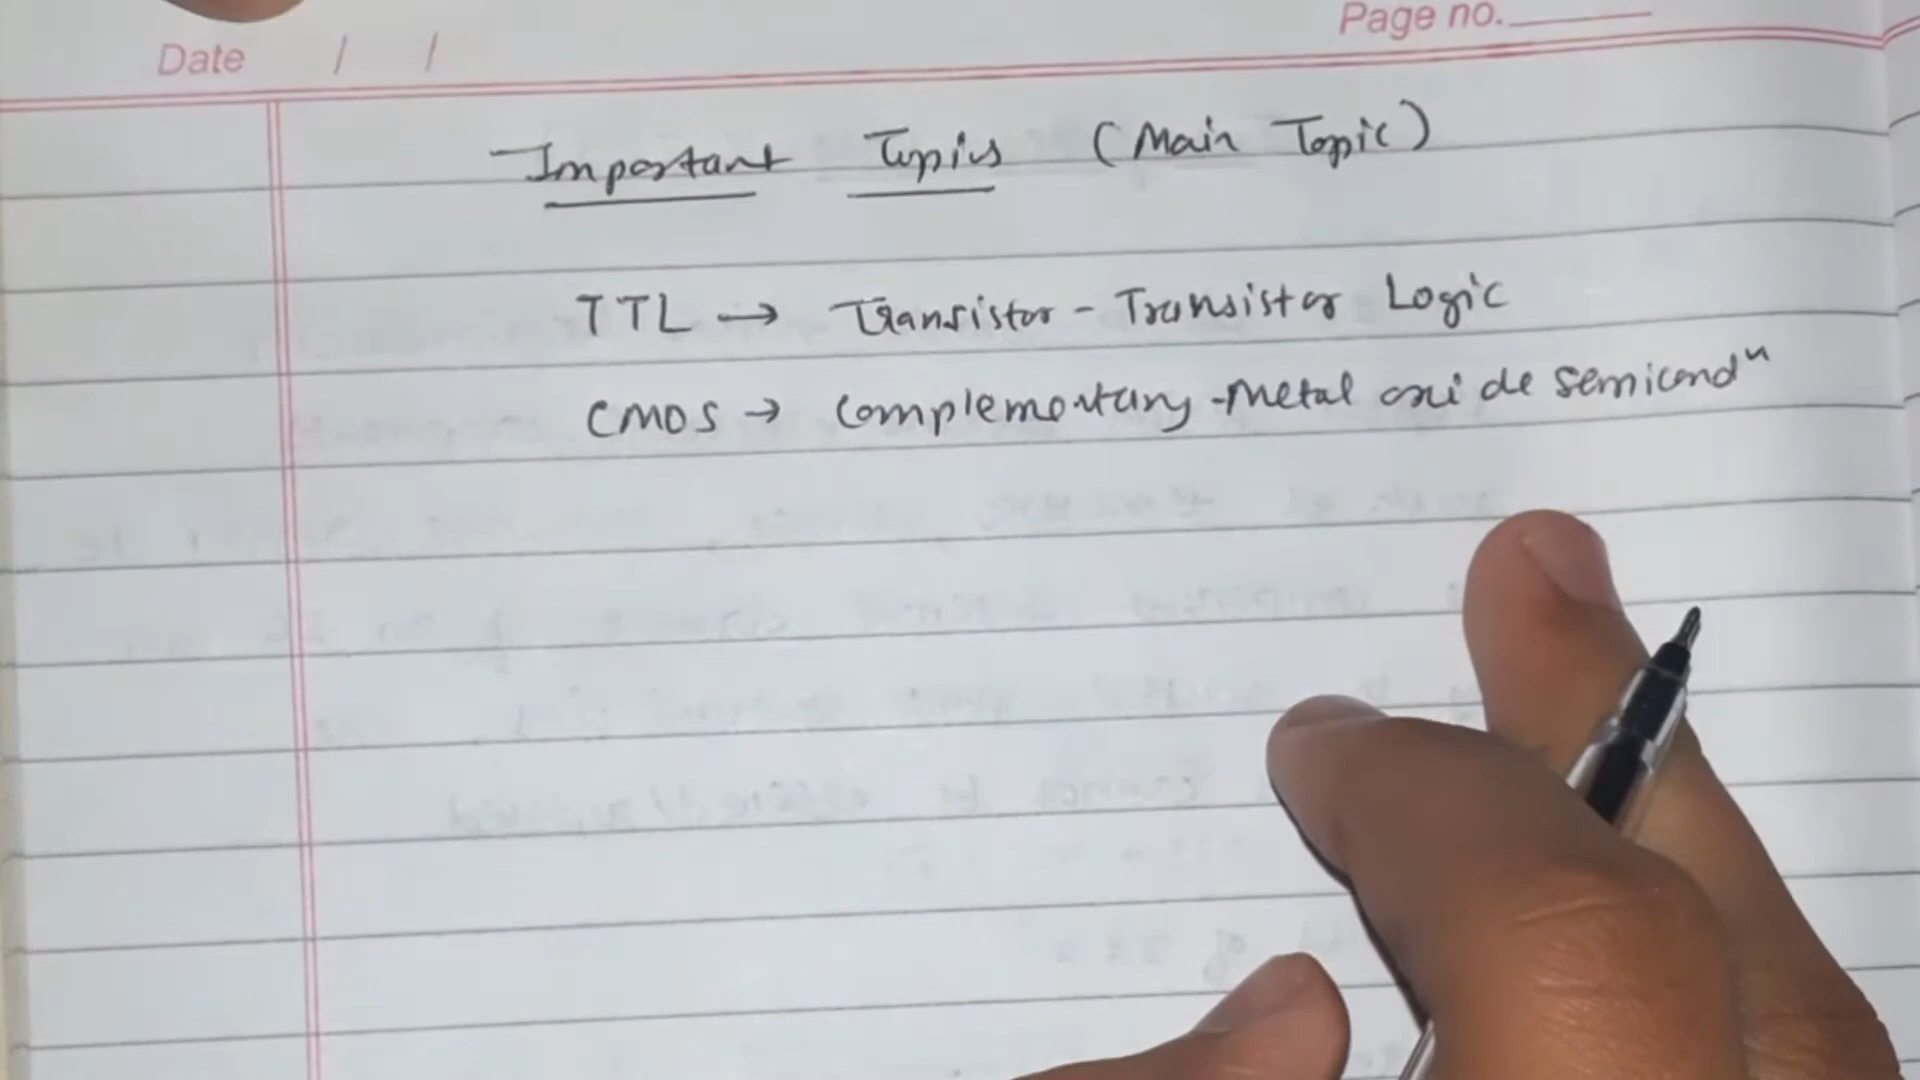 Page no.
Date / /
Important Topics (Main Topic)
TTL → Transistor - Transistor Logic
CMOS → Complementary - Metal oxide semicondⁿ